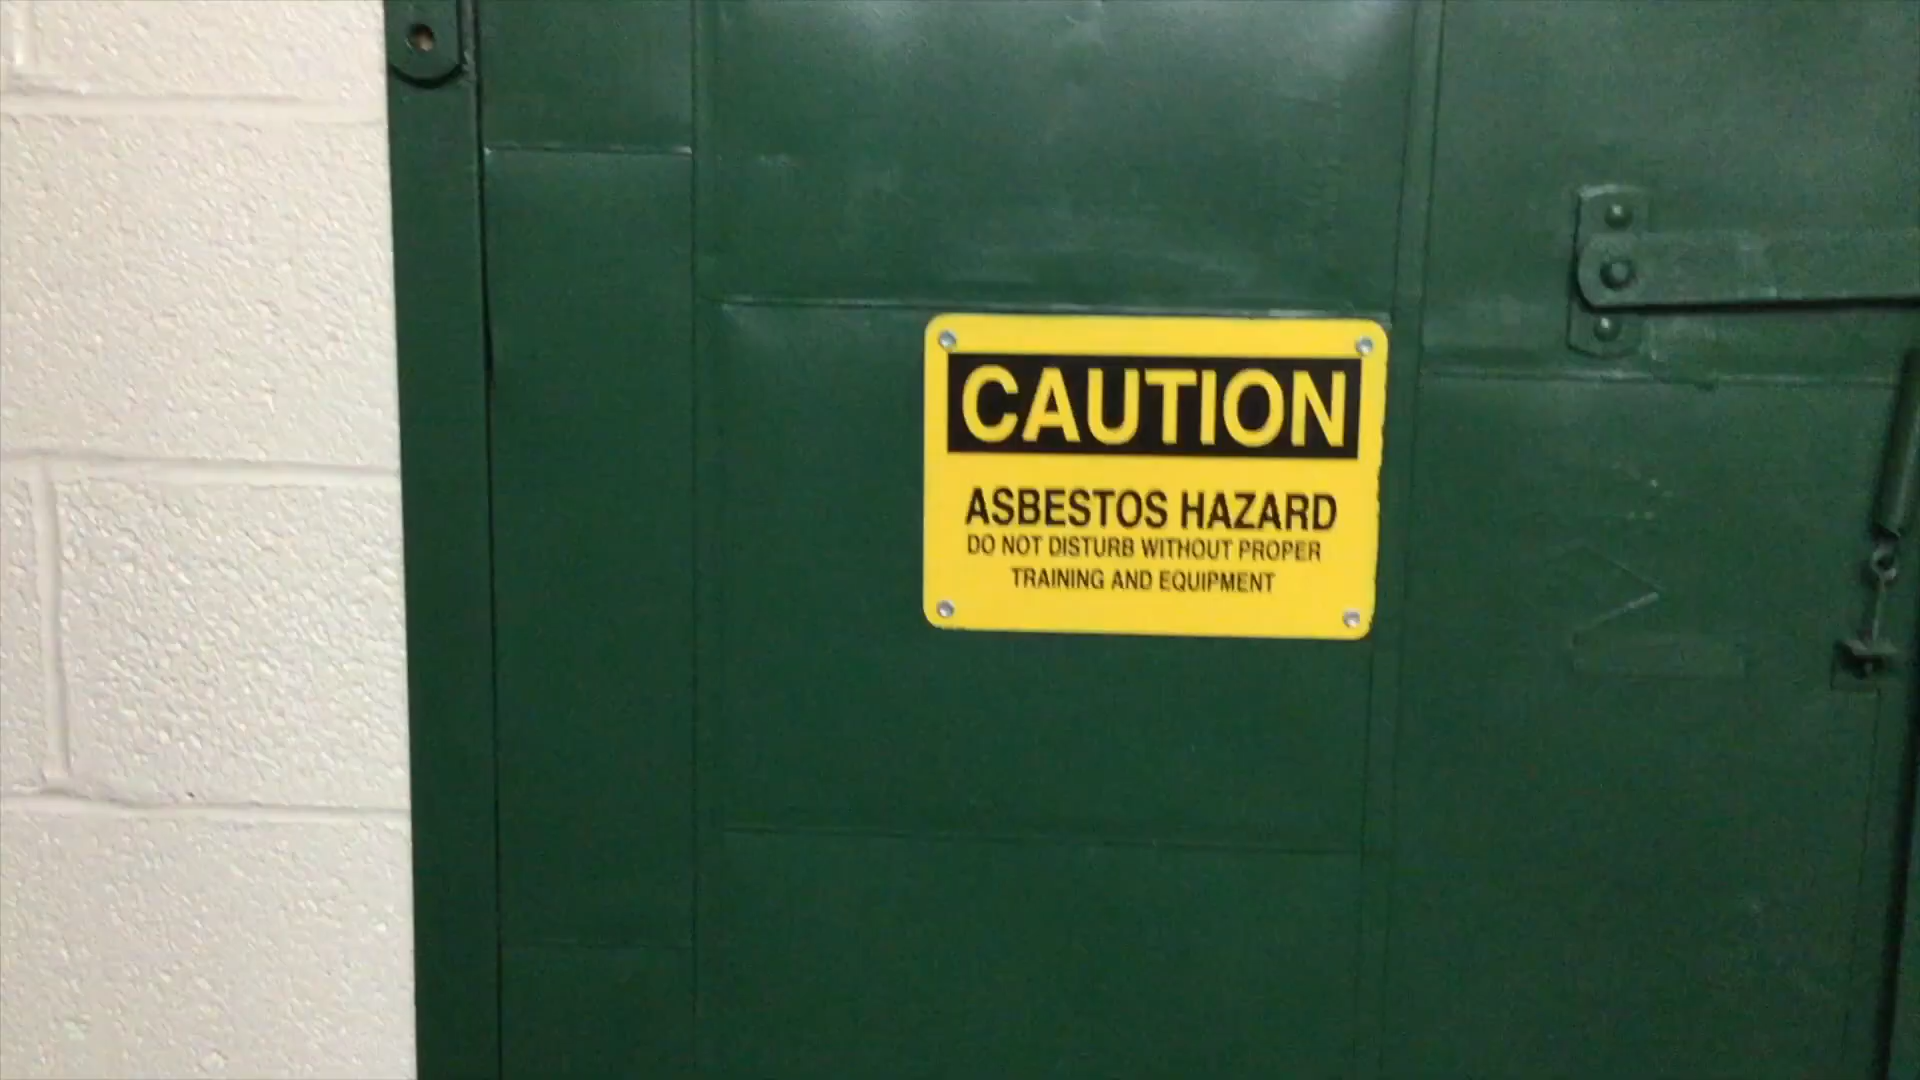 CAUTION
ASBESTOS HAZARD
DO NOT DISTURB WITHOUT PROPER
TRAINING AND EQUIPMENT